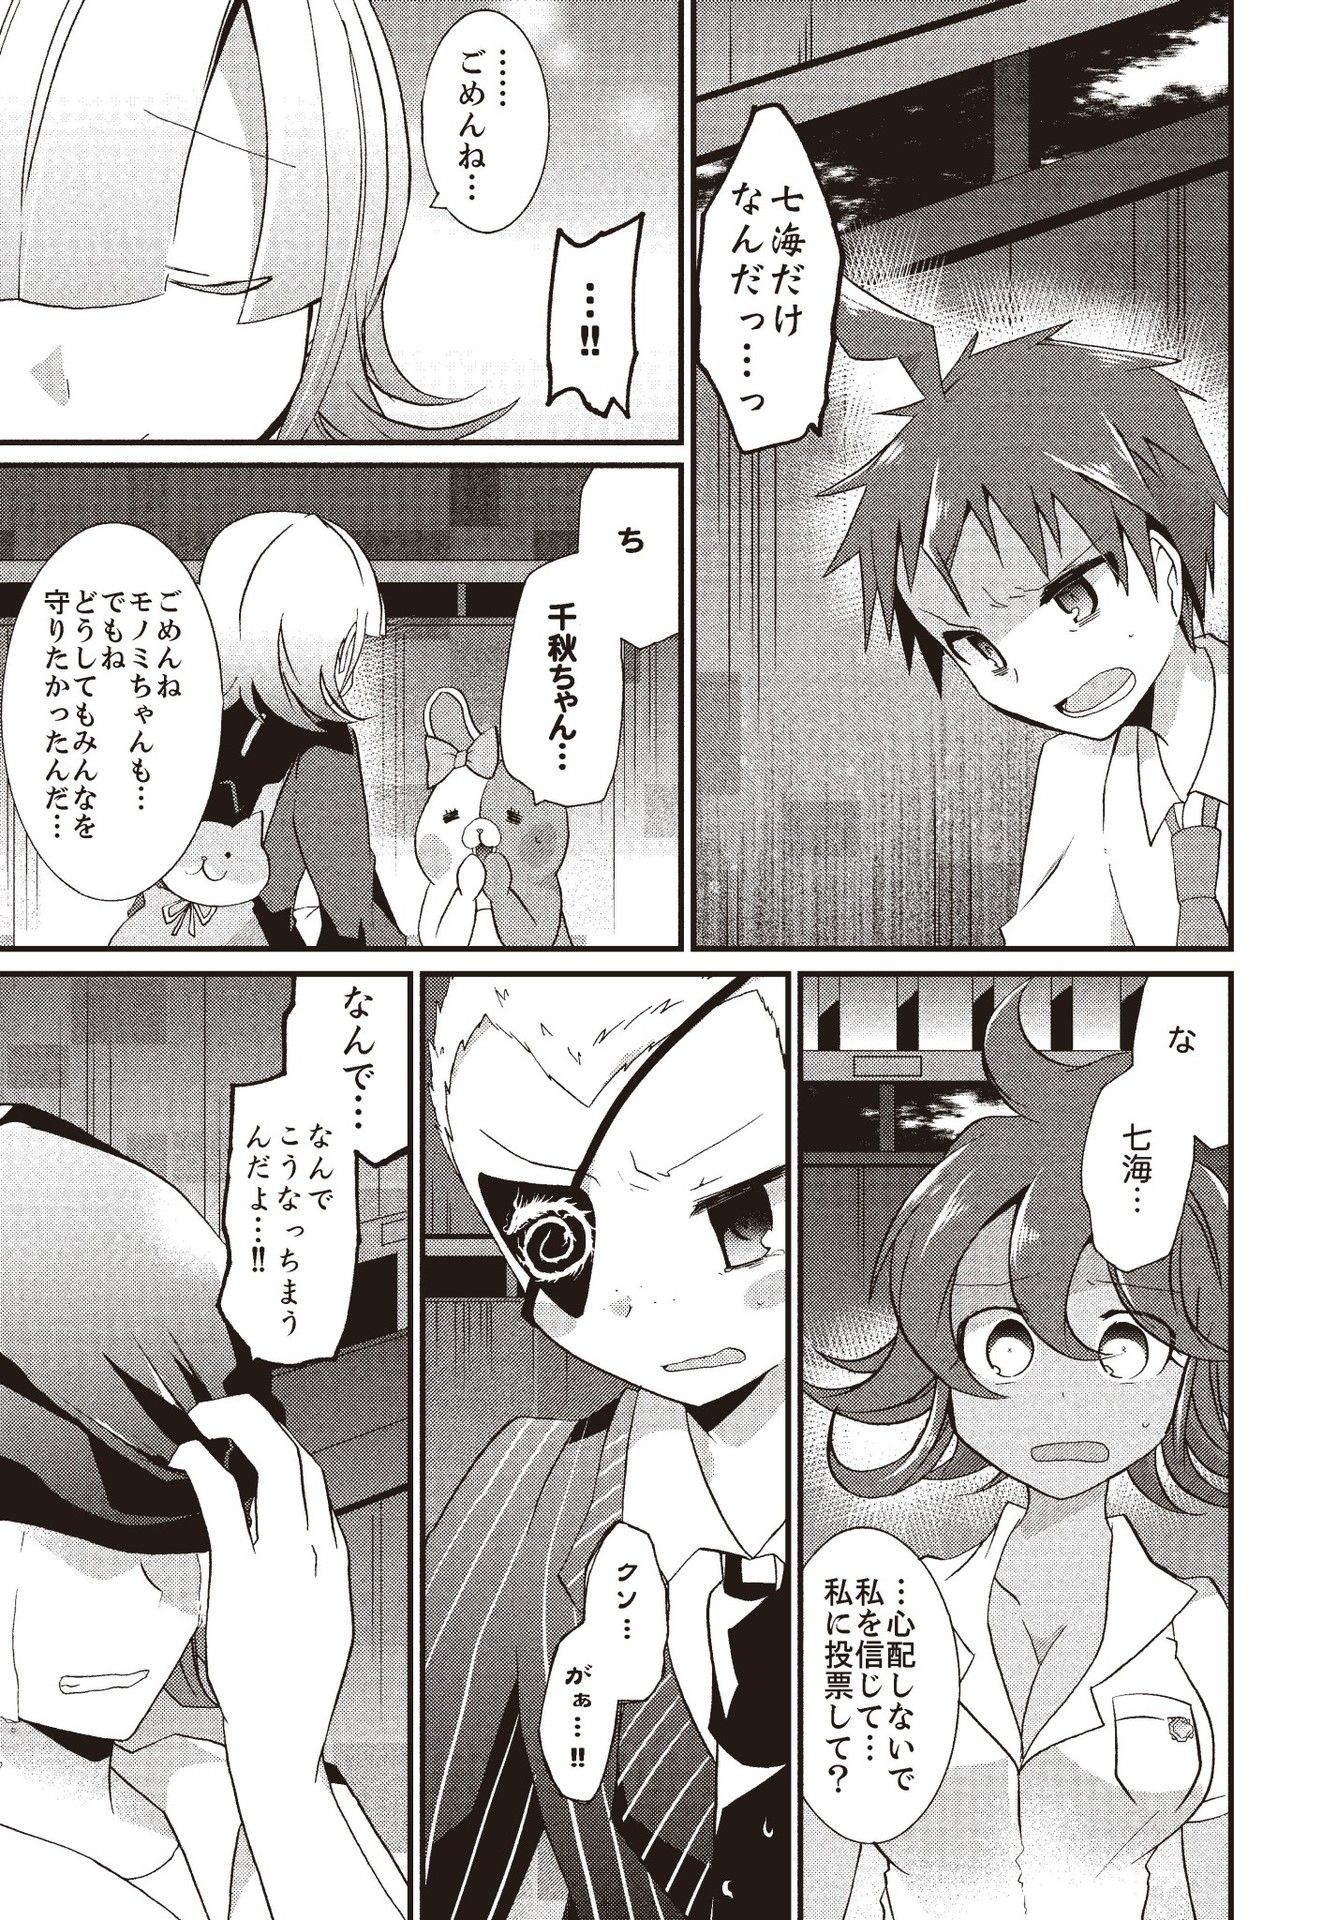 七海だけ
なんだっ…っ
……
ごめんね…
…!!
ち
千秋ちゃん…
ごめんね
モノミちゃんも…
でもね
どうしてもみんなを
守りたかったんだ…
な
七海…
…心配しないで
私を信じて…
私に投票して?
クソ…
がぁ…!!
なんで…
なんで
こうなっちまう
んだよ…!!